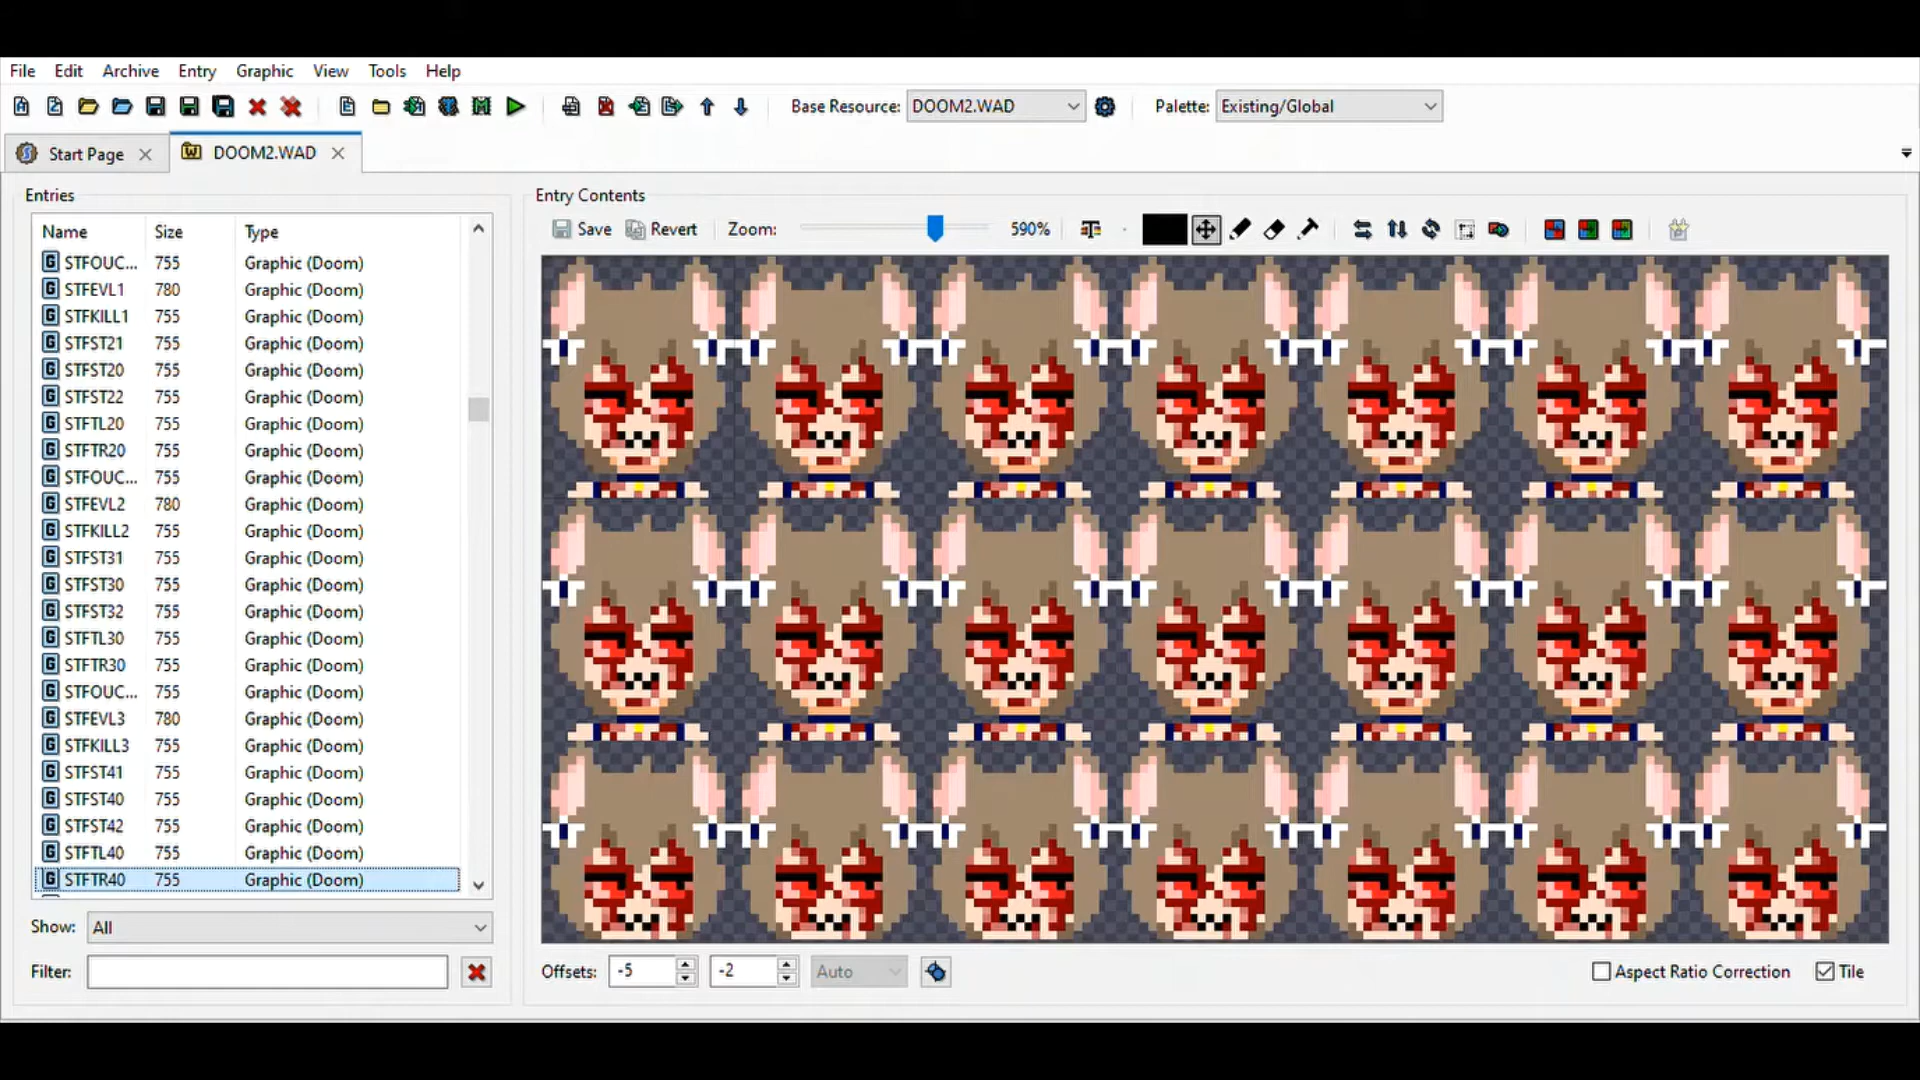 File Edit Archive Entry Graphic View Tools Help
Base Resource: DOOM2.WAD Palette: Existing/Global
Start Page DOOM2.WAD
Entries
Entry Contents
Name Size Type
Save Revert Zoom: 590%
STFOUC... 755 Graphic (Doom)
STFEVL1 780 Graphic (Doom)
STFKILL1 755 Graphic (Doom)
STFST21 755 Graphic (Doom)
STFST20 755 Graphic (Doom)
STFST22 755 Graphic (Doom)
STFTL20 755 Graphic (Doom)
STFTR20 755 Graphic (Doom)
STFOUC... 755 Graphic (Doom)
STFEVL2 780 Graphic (Doom)
STFKILL2 755 Graphic (Doom)
STFST31 755 Graphic (Doom)
STFST30 755 Graphic (Doom)
STFST32 755 Graphic (Doom)
STFTL30 755 Graphic (Doom)
STFTR30 755 Graphic (Doom)
STFOUC... 755 Graphic (Doom)
STFEVL3 780 Graphic (Doom)
STFKILL3 755 Graphic (Doom)
STFST41 755 Graphic (Doom)
STFST40 755 Graphic (Doom)
STFST42 755 Graphic (Doom)
STFTL40 755 Graphic (Doom)
STFTR40 755 Graphic (Doom)
Show: All
Filter:
Offsets: -5 -2 Auto Aspect Ratio Correction Tile